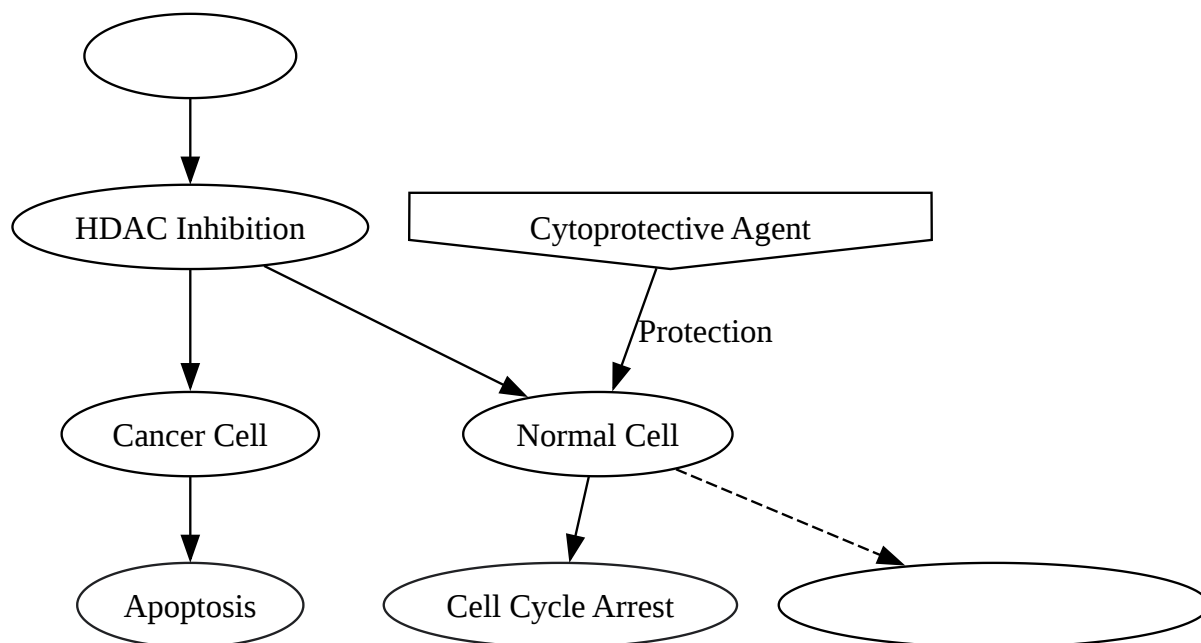 HDAC Inhibition
Cytoprotective Agent
Protection
Cancer Cell
Normal Cell
Apoptosis
Cell Cycle Arrest